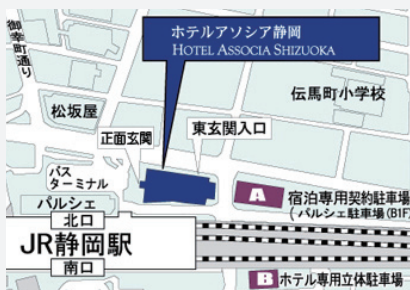 御幸町通り
ホテルアソシア静岡
HOTEL ASSOCIA SHIZUOKA
伝馬町小学校
松坂屋
正面玄関
東玄関入口
バス
ターミナル
パルシェ
A
宿泊専用契約駐車場
(パルシェ駐車場(B1F)
北口
JR静岡駅
南口
B
ホテル専用立体駐車場